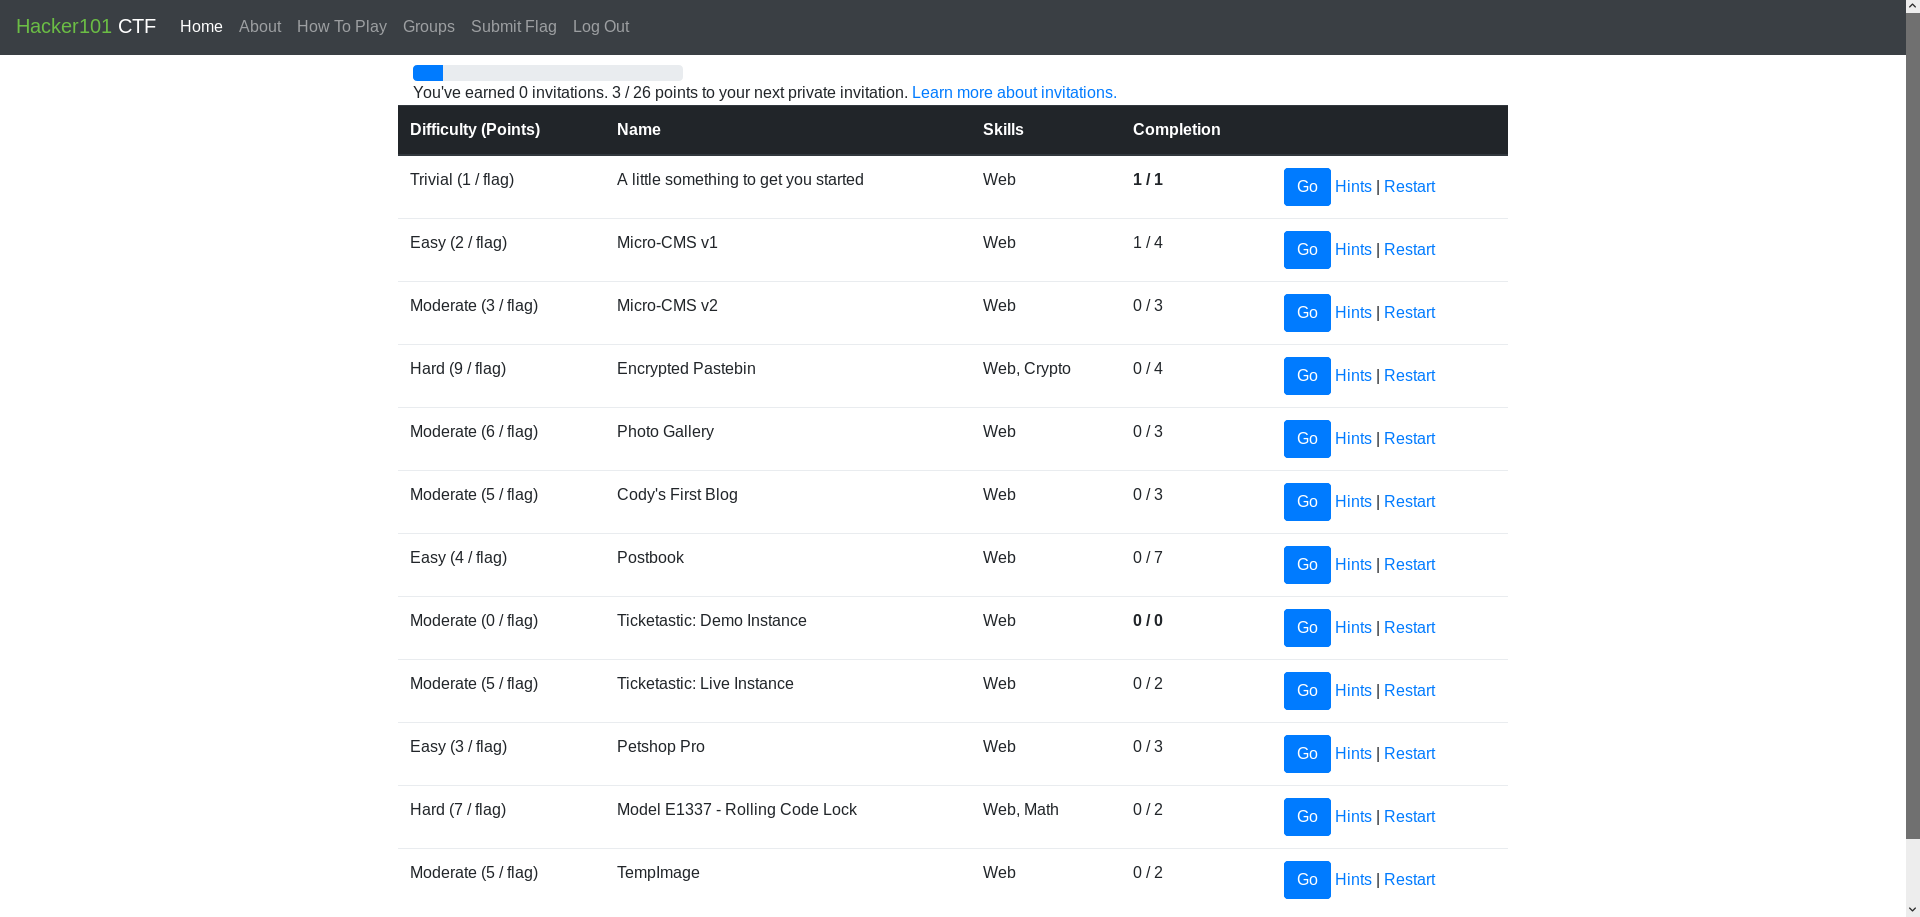 Hacker101 CTF Home About How To Play Groups Submit Flag Log Out
You've earned 0 invitations. 3 / 26 points to your next private invitation. Learn more about invitations.
Difficulty (Points) Name Skills Completion
Trivial (1 / flag) A little something to get you started Web 1 / 1 Go Hints | Restart
Easy (2 / flag) Micro-CMS v1 Web 1 / 4 Go Hints | Restart
Moderate (3 / flag) Micro-CMS v2 Web 0 / 3 Go Hints | Restart
Hard (9 / flag) Encrypted Pastebin Web, Crypto 0 / 4 Go Hints | Restart
Moderate (6 / flag) Photo Gallery Web 0 / 3 Go Hints | Restart
Moderate (5 / flag) Cody's First Blog Web 0 / 3 Go Hints | Restart
Easy (4 / flag) Postbook Web 0 / 7 Go Hints | Restart
Moderate (0 / flag) Ticketastic: Demo Instance Web 0 / 0 Go Hints | Restart
Moderate (5 / flag) Ticketastic: Live Instance Web 0 / 2 Go Hints | Restart
Easy (3 / flag) Petshop Pro Web 0 / 3 Go Hints | Restart
Hard (7 / flag) Model E1337 - Rolling Code Lock Web, Math 0 / 2 Go Hints | Restart
Moderate (5 / flag) TempImage Web 0 / 2 Go Hints | Restart